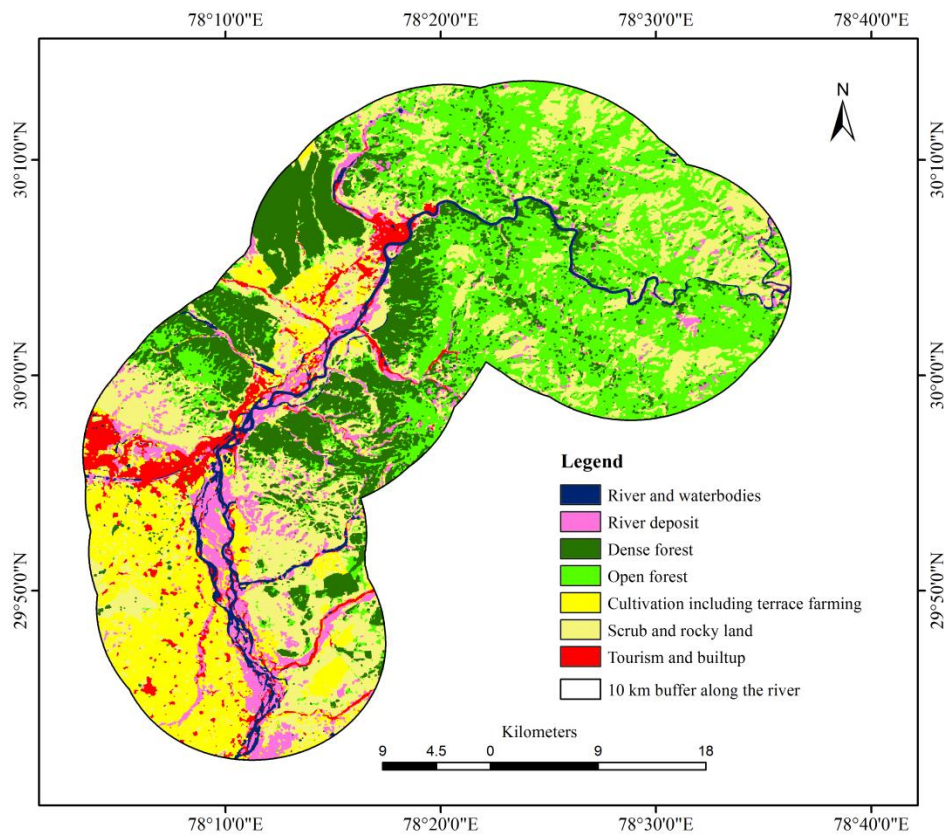 78°10'0"E 78°20'0"E 78°30'0"E 78°40'0"E
N
30°10'0"N 30°10'0"N
30°0'0"N 30°0'0"N
Legend
River and waterbodies
River deposit
Dense forest
Open forest
29°50'0"N 29°50'0"N
Cultivation including terrace farming
Scrub and rocky land
Tourism and builtup
10 km buffer along the river
Kilometers
9 4.5 0 9 18
78°10'0"E 78°20'0"E 78°30'0"E 78°40'0"E